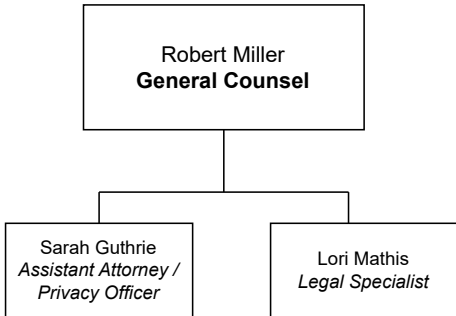 Robert Miller
General Counsel
Sarah Guthrie
Assistant Attorney /
Privacy Officer
Lori Mathis
Legal Specialist